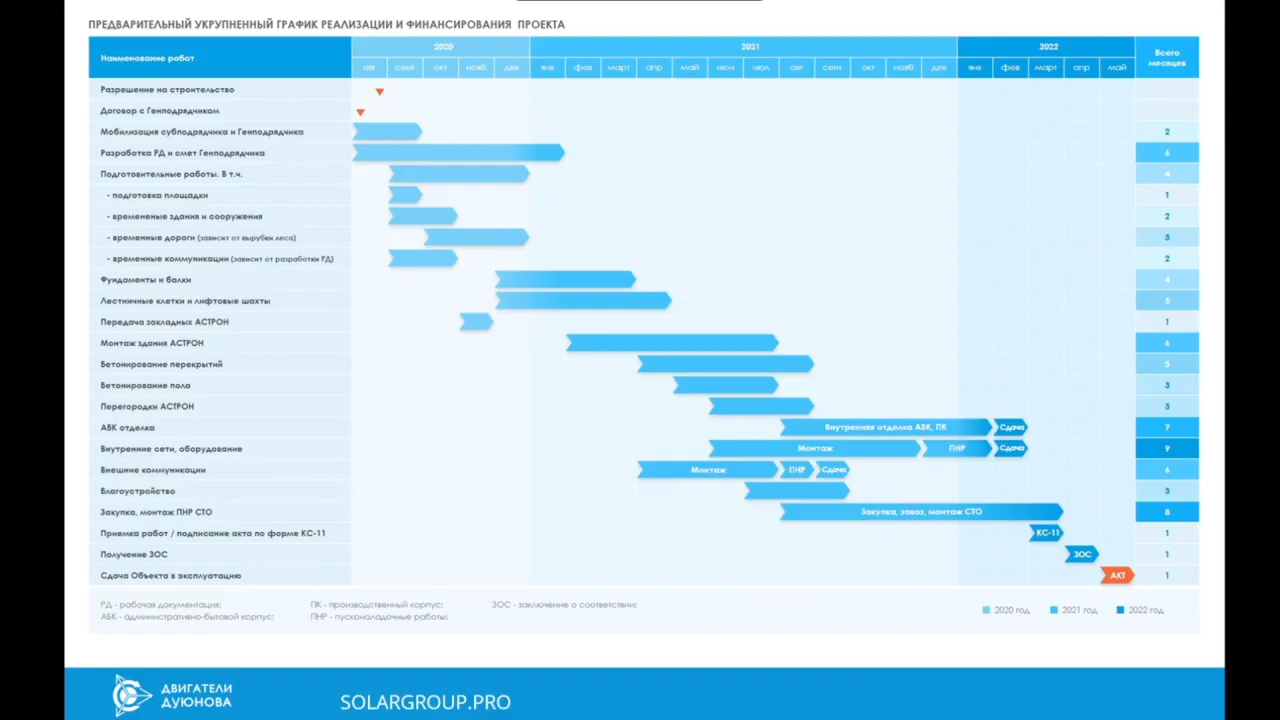 ПРЕДВАРИТЕЛЬНЫЙ УКРУПНЕННЫЙ ГРАФИК РЕАЛИЗАЦИИ И ФИНАНСИРОВАНИЯ ПРОЕКТА
Наименование работ 2020 2021 2022 Всего месяцев
авг сент окт нояб дек янв фев март апр май июн июл авг сент окт нояб дек янв фев март апр май
Разрешение на строительство
Договор с Генподрядчиком
Мобилизация субподрядчика и Генподрядчика 2
Разработка РД и смет Генподрядчика 6
Подготовительные работы. В т.ч. 4
- подготовка площадки 1
- времененые здания и сооружения 2
- временные дороги (зависит от вырубки леса) 3
- временные коммуникации (зависит от разработки РД) 2
Фундаменты и балки 4
Лестничные клетки и лифтовые шахты 5
Передача закладных АСТРОН 1
Монтаж здания АСТРОН 6
Бетонирование перекрытий 5
Бетонирование пола 3
Перегородки АСТРОН 3
АБК отделка Внутренняя отделка АБК, ПК Сдача 7
Внутренние сети, оборудование Монтаж ПНР Сдача 9
Внешние коммуникации Монтаж ПНР Сдача 6
Благоустройство 3
Закупка, монтаж ПНР СТО Закупка, завоз, монтаж СТО 8
Приемка работ / подписание акта по форме КС-11 КС-11 1
Получение ЗОС ЗОС 1
Сдача Объекта в эксплуатацию АКТ 1
РД - рабочая документация; ПК - производственный корпус; ЗОС - заключение о соответствии;
АБК - административно-бытовой корпус; ПНР - пусконаладочные работы;
2020 год 2021 год 2022 год
ДВИГАТЕЛИ
ДУЮНОВА
SOLARGROUP.PRO